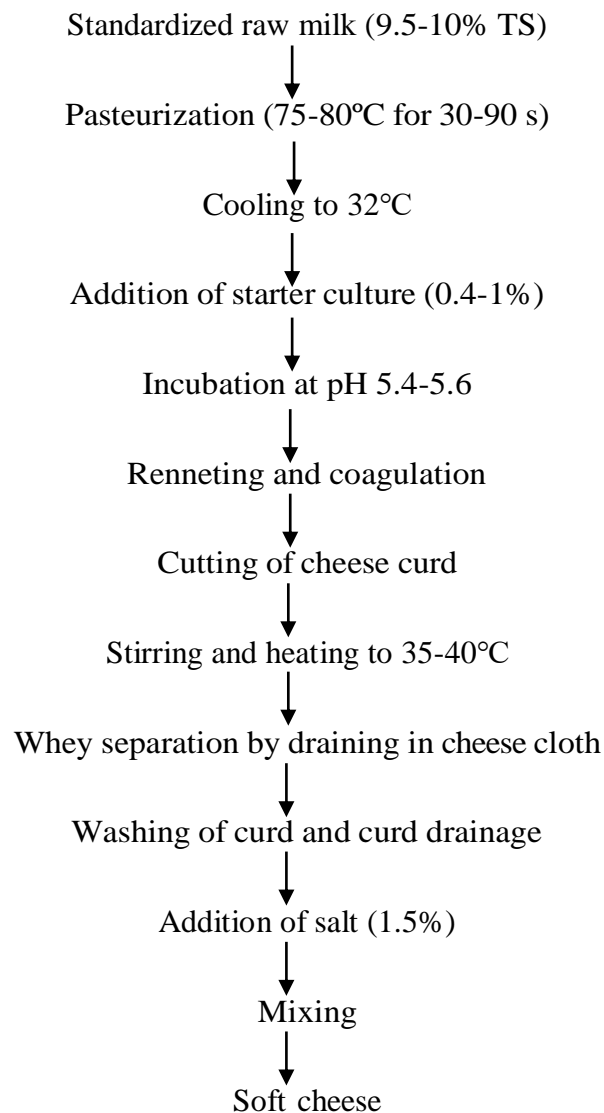 Standardized raw milk (9.5-10% TS)
Pasteurization (75-80ºC for 30-90 s)
Cooling to 32°C
Addition of starter culture (0.4-1%)
Incubation at pH 5.4-5.6
Renneting and coagulation
Cutting of cheese curd
Stirring and heating to 35-40°C
Whey separation by draining in cheese cloth
Washing of curd and curd drainage
Addition of salt (1.5%)
Mixing
Soft cheese